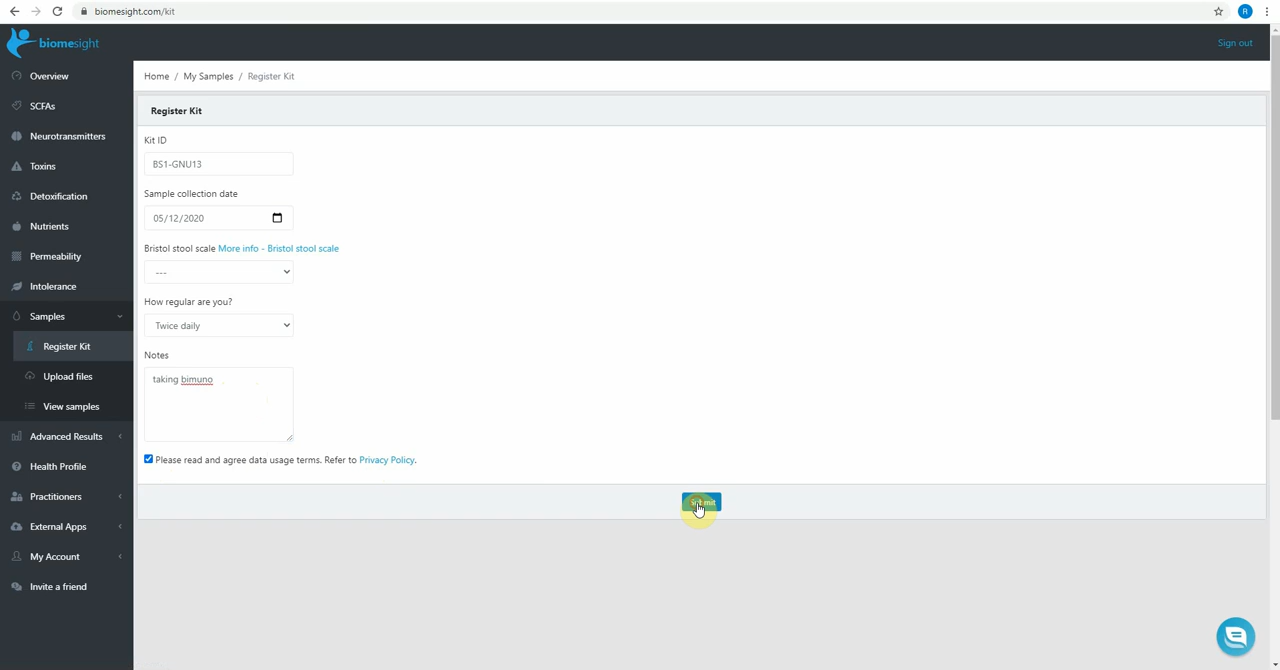 biomesight.com/kit
R
biomesight
Sign out
Overview
SCFAs
Neurotransmitters
Toxins
Detoxification
Nutrients
Permeability
Intolerance
Samples
Register Kit
Upload files
View samples
Advanced Results
Health Profile
Practitioners
External Apps
My Account
Invite a friend
Home / My Samples / Register Kit
Register Kit
Kit ID
BS1-GNU13
Sample collection date
05/12/2020
Bristol stool scale More info - Bristol stool scale
---
How regular are you?
Twice daily
Notes
taking bimuno
Please read and agree data usage terms. Refer to Privacy Policy.
Submit